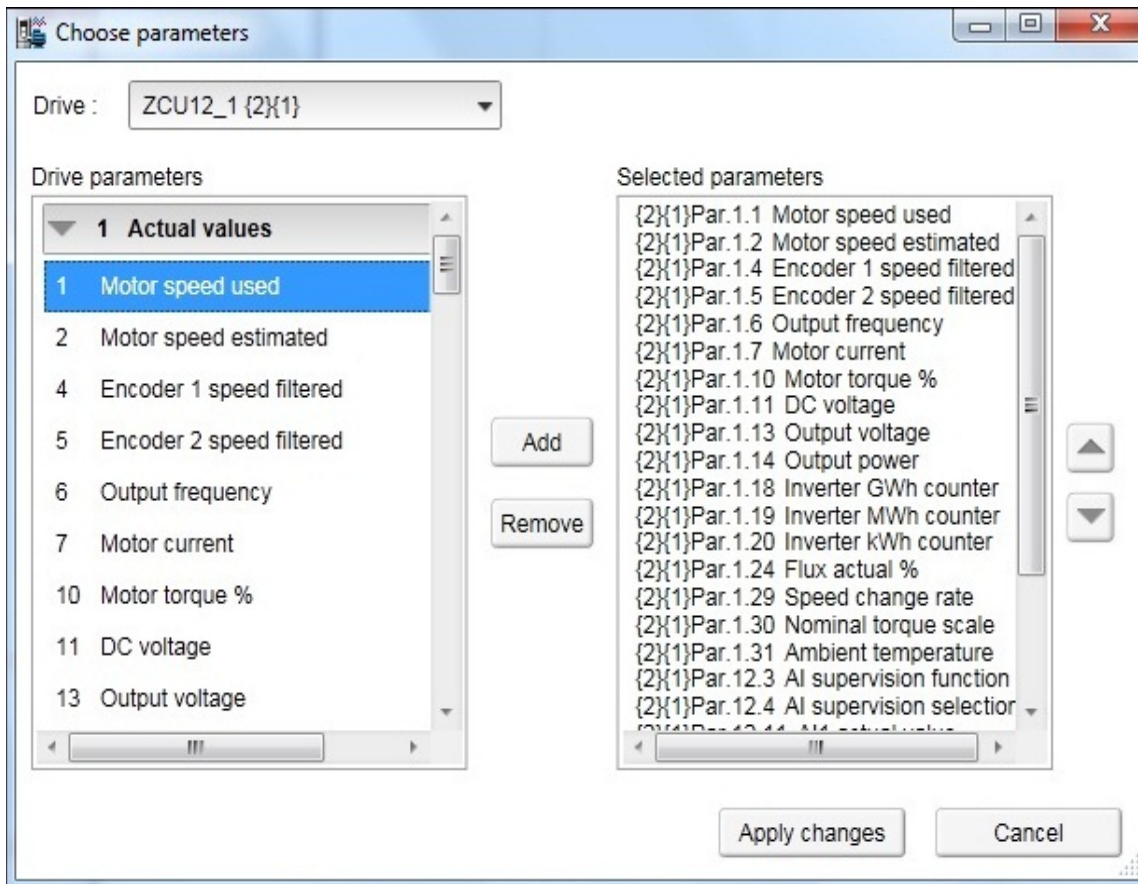 Choose parameters
Drive : ZCU12_1 {2}{1}
Drive parameters
1 Actual values
1 Motor speed used
2 Motor speed estimated
4 Encoder 1 speed filtered
5 Encoder 2 speed filtered
6 Output frequency
7 Motor current
10 Motor torque %
11 DC voltage
13 Output voltage
Add
Remove
Selected parameters
{2}{1}Par.1.1 Motor speed used
{2}{1}Par.1.2 Motor speed estimated
{2}{1}Par.1.4 Encoder 1 speed filtered
{2}{1}Par.1.5 Encoder 2 speed filtered
{2}{1}Par.1.6 Output frequency
{2}{1}Par.1.7 Motor current
{2}{1}Par.1.10 Motor torque %
{2}{1}Par.1.11 DC voltage
{2}{1}Par.1.13 Output voltage
{2}{1}Par.1.14 Output power
{2}{1}Par.1.18 Inverter GWh counter
{2}{1}Par.1.19 Inverter MWh counter
{2}{1}Par.1.20 Inverter kWh counter
{2}{1}Par.1.24 Flux actual %
{2}{1}Par.1.29 Speed change rate
{2}{1}Par.1.30 Nominal torque scale
{2}{1}Par.1.31 Ambient temperature
{2}{1}Par.12.3 AI supervision function
{2}{1}Par.12.4 AI supervision selection
Apply changes
Cancel